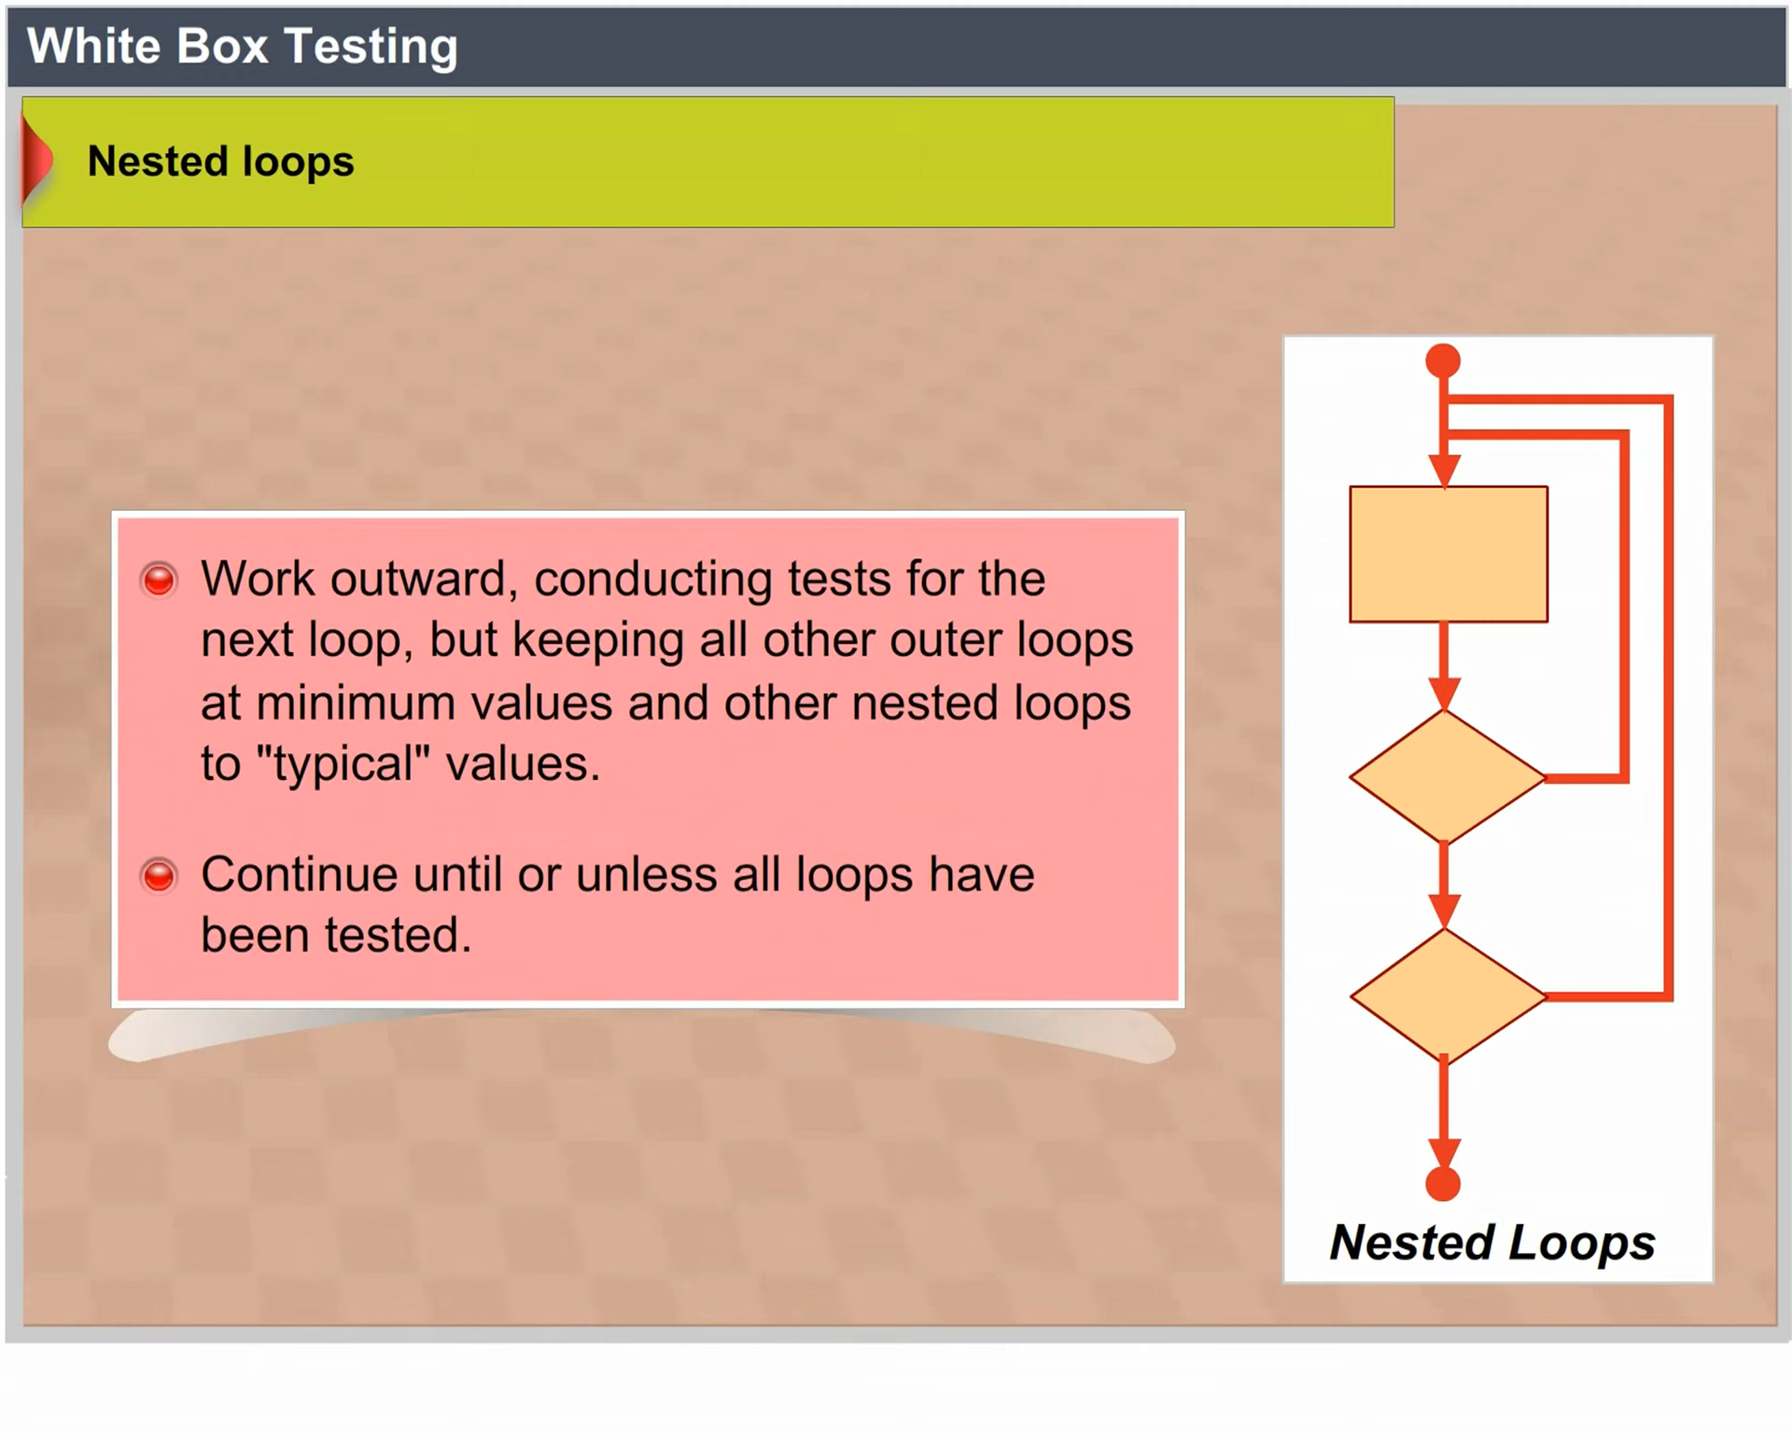 White Box Testing
Nested loops
Work outward, conducting tests for the
next loop, but keeping all other outer loops
at minimum values and other nested loops
to "typical" values.
Continue until or unless all loops have
been tested.
Nested Loops